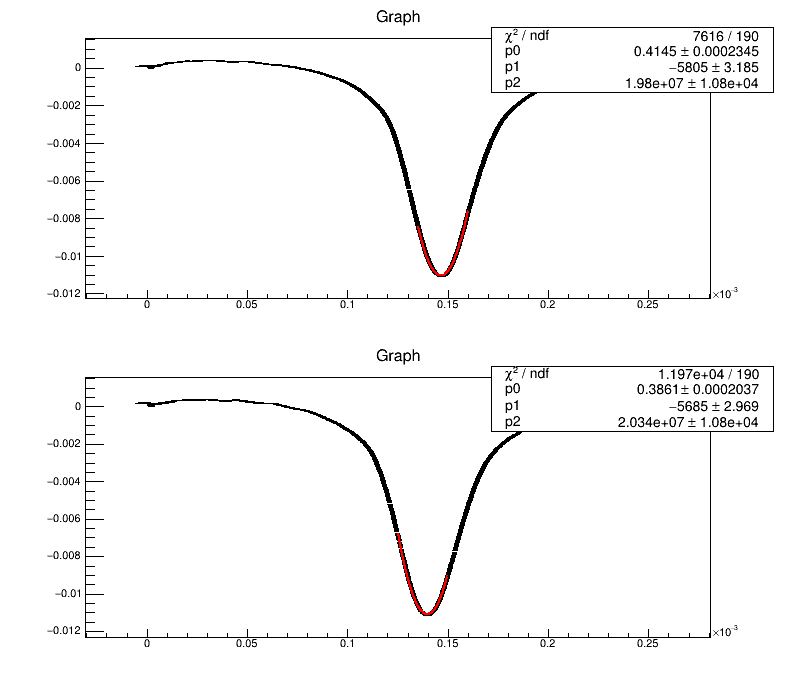 Graph
χ² / ndf 7616 / 190
p0 0.4145 ± 0.0002345
p1 −5805 ± 3.185
p2 1.98e+07 ± 1.08e+04
0
−0.002
−0.004
−0.006
−0.008
−0.01
−0.012
0 0.05 0.1 0.15 0.2 0.25
×10⁻³
Graph
χ² / ndf 1.197e+04 / 190
p0 0.3861 ± 0.0002037
p1 −5685 ± 2.969
p2 2.034e+07 ± 1.08e+04
0
−0.002
−0.004
−0.006
−0.008
−0.01
−0.012
0 0.05 0.1 0.15 0.2 0.25
×10⁻³